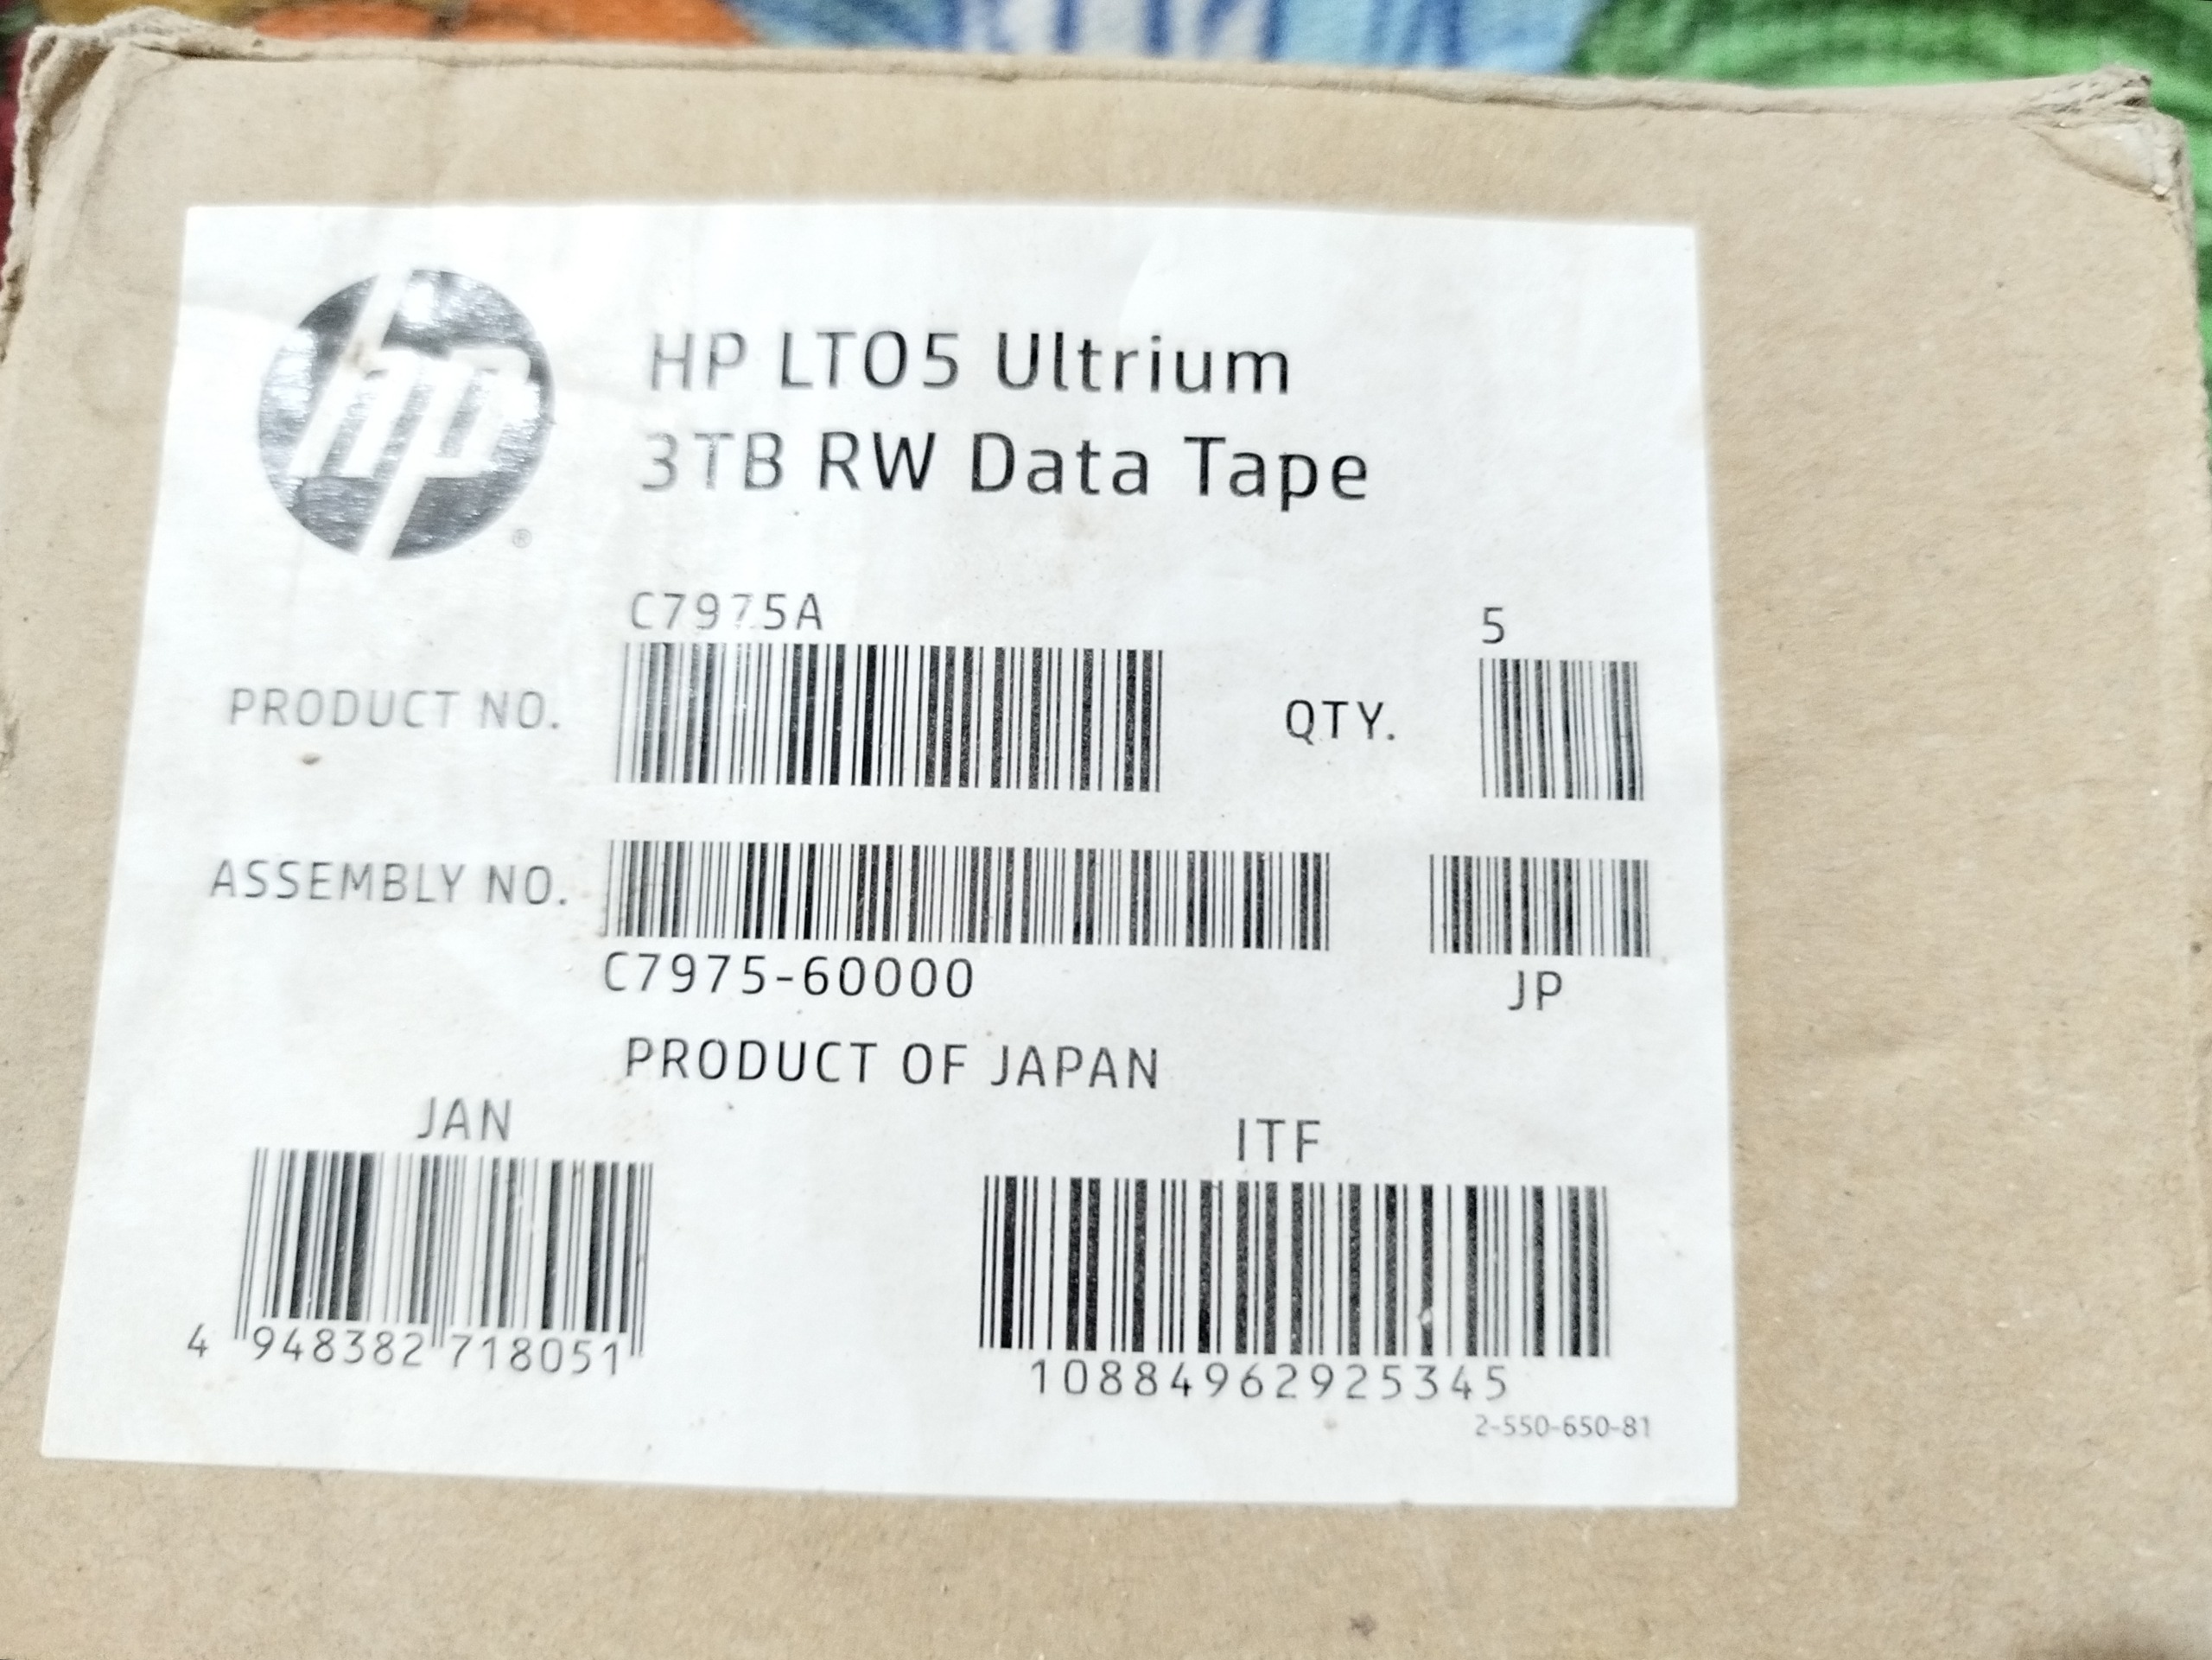 hp
®
HP LTO5 Ultrium
3TB RW Data Tape
C7975A
5
PRODUCT NO.
QTY.
ASSEMBLY NO.
C7975-60000
JP
PRODUCT OF JAPAN
JAN
ITF
4 948382 718051
10884962925345
2-550-650-81